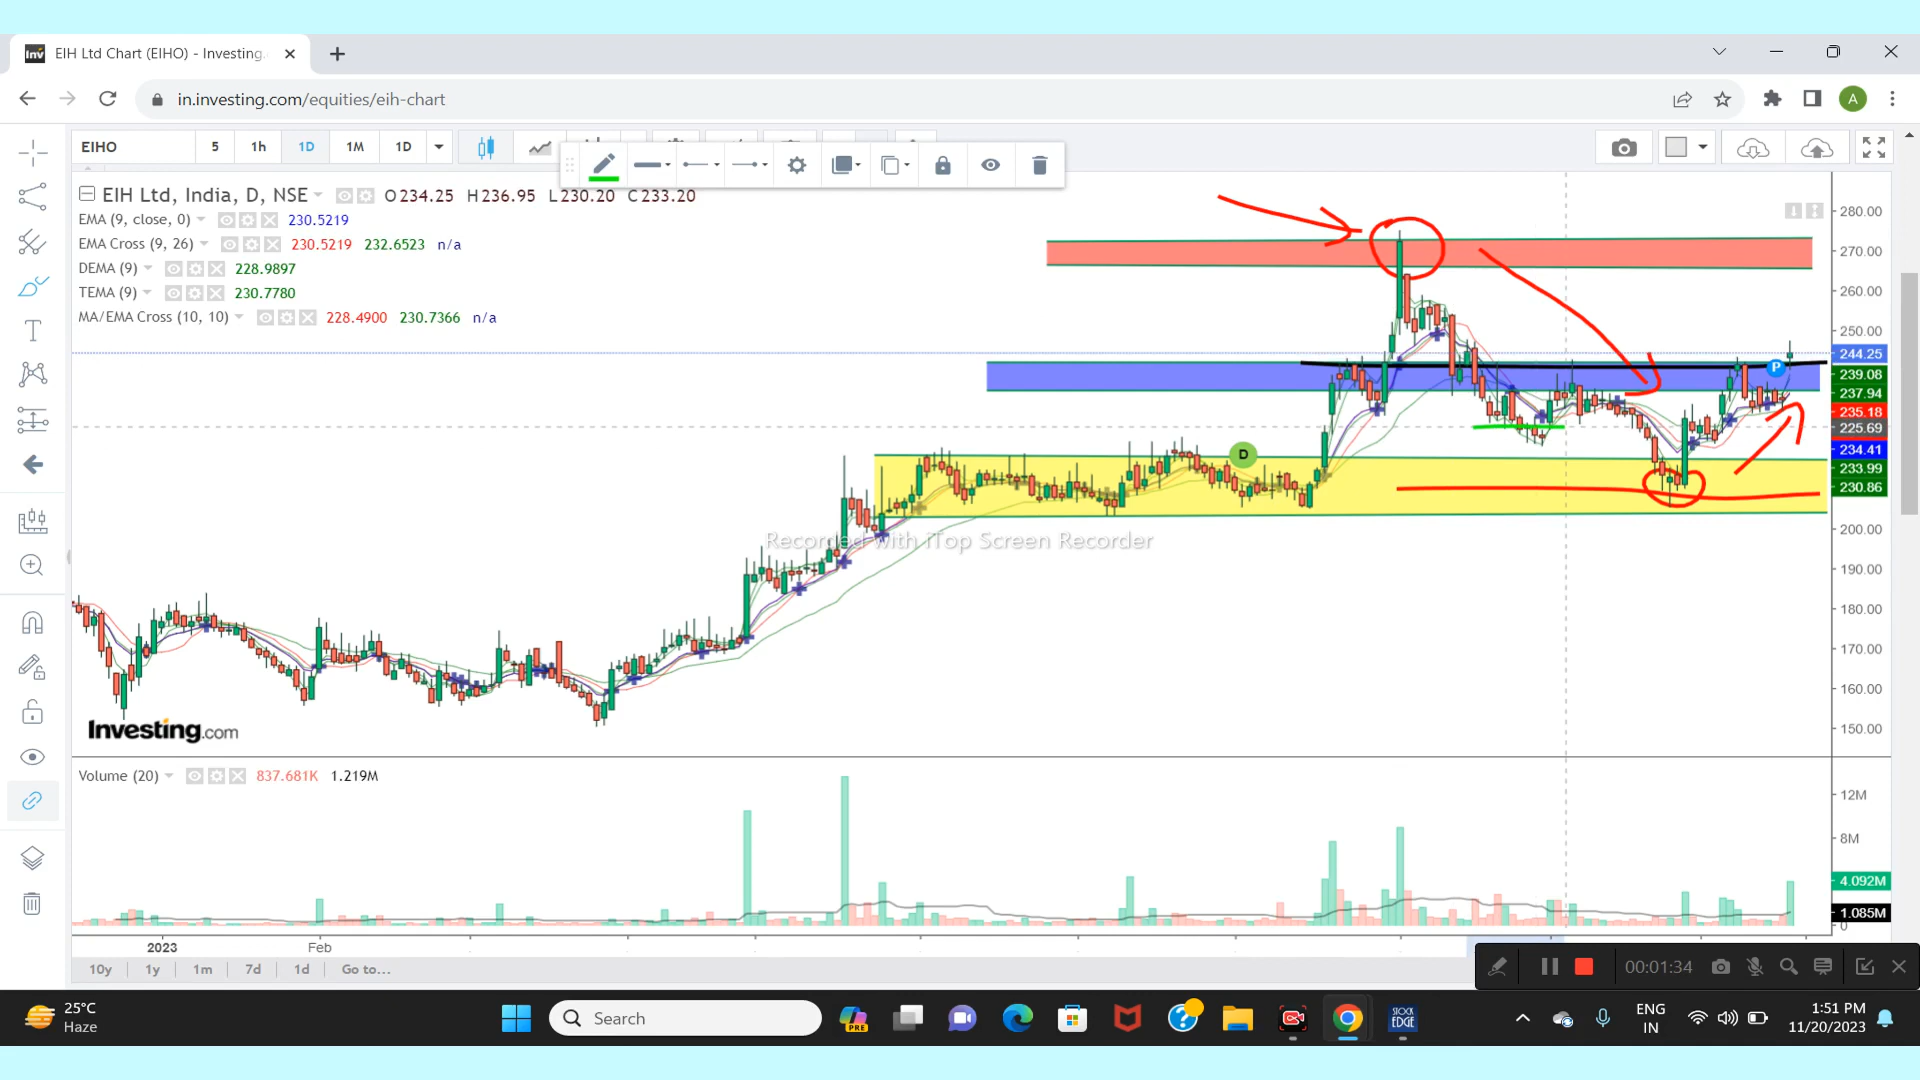 EIH Ltd Chart (EIHO) - Investing.
in.investing.com/equities/eih-chart
A
EIHO 5 1h 1D 1M 1D
EIH Ltd, India, D, NSE O 234.25 H 236.95 L 230.20 C 233.20
EMA (9, close, 0) 230.5219
EMA Cross (9, 26) 230.5219 232.6523 n/a
DEMA (9) 228.9897
TEMA (9) 230.7780
MA/EMA Cross (10, 10) 228.4900 230.7366 n/a
280.00
270.00
260.00
250.00
244.25
239.08
237.94
235.18
225.69
234.41
233.99
230.86
200.00
190.00
180.00
170.00
160.00
150.00
P
D
Recorded with iTop Screen Recorder
Investing.com
Volume (20) 837.681K 1.219M
12M
8M
4.092M
1.085M
0
2023 Feb
10y 1y 1m 7d 1d Go to...
00:01:34
25°C
Haze
Search
PRE
STOCK
EDGE
ENG
IN
1:51 PM
11/20/2023